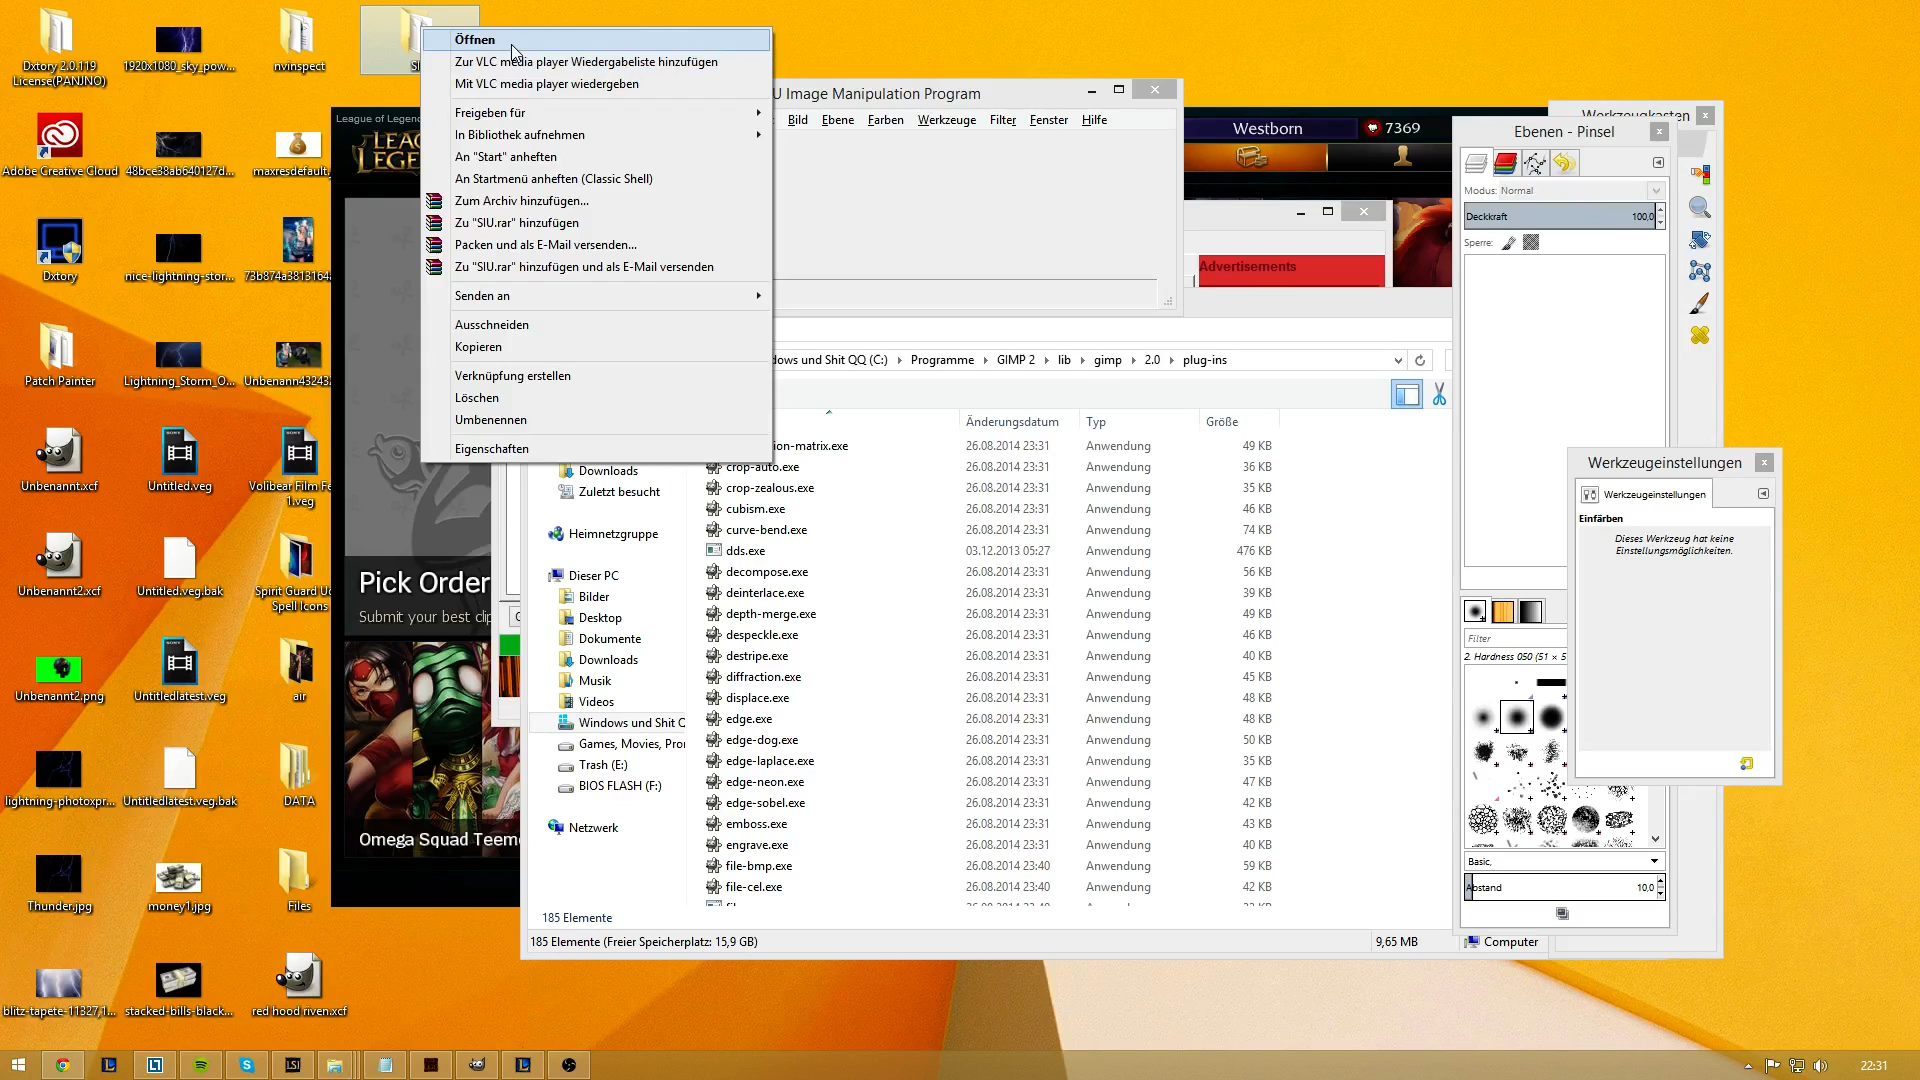 Dxtory 2.0.119
License(PANJNO)
1920x1080_sky_pow...
nvinspect
Adobe Creative Cloud
48bce38ab640127d...
maxresdefault,
Dxtory
nice-lightning-stor...
73b874a3813164
Patch Painter
Lightning_Storm_O...
Unbenann43243
Unbenannt.xcf
Untitled.veg
Volibear Film Fe
1.veg
Unbenannt2.xcf
Untitled.veg.bak
Spirit Guard Ud
Spell Icons
Unbenannt2.png
Untitledlatest.veg
air
lightning-photoxpr...
Untitledlatest.veg.bak
DATA
Thunder.jpg
money1.jpg
Files
blitz-tapete-11327,1...
stacked-bills-black...
red hood riven.xcf
Öffnen
Zur VLC media player Wiedergabeliste hinzufügen
Mit VLC media player wiedergeben
Freigeben für
In Bibliothek aufnehmen
An "Start" anheften
An Startmenü anheften (Classic Shell)
Zum Archiv hinzufügen...
Zu "SIU.rar" hinzufügen
Packen und als E-Mail versenden...
Zu "SIU.rar" hinzufügen und als E-Mail versenden
Senden an
Ausschneiden
Kopieren
Verknüpfung erstellen
Löschen
Umbenennen
Eigenschaften
League of Legend
LEAG
LEGE
Pick Order
Submit your best clip
Omega Squad Teemo
U Image Manipulation Program
Bild Ebene Farben Werkzeuge Filter Fenster Hilfe
Westborn
7369
Advertisements
dows und Shit QQ (C:) Programme GIMP 2 lib gimp 2.0 plug-ins
Änderungsdatum Typ Größe
Downloads
Zuletzt besucht
Heimnetzgruppe
Dieser PC
Bilder
Desktop
Dokumente
Downloads
Musik
Videos
Windows und Shit Q
Games, Movies, Pro
Trash (E:)
BIOS FLASH (F:)
Netzwerk
ion-matrix.exe 26.08.2014 23:31 Anwendung 49 KB
crop-auto.exe 26.08.2014 23:31 Anwendung 36 KB
crop-zealous.exe 26.08.2014 23:31 Anwendung 35 KB
cubism.exe 26.08.2014 23:31 Anwendung 46 KB
curve-bend.exe 26.08.2014 23:31 Anwendung 74 KB
dds.exe 03.12.2013 05:27 Anwendung 476 KB
decompose.exe 26.08.2014 23:31 Anwendung 56 KB
deinterlace.exe 26.08.2014 23:31 Anwendung 39 KB
depth-merge.exe 26.08.2014 23:31 Anwendung 49 KB
despeckle.exe 26.08.2014 23:31 Anwendung 46 KB
destripe.exe 26.08.2014 23:31 Anwendung 40 KB
diffraction.exe 26.08.2014 23:31 Anwendung 45 KB
displace.exe 26.08.2014 23:31 Anwendung 48 KB
edge.exe 26.08.2014 23:31 Anwendung 48 KB
edge-dog.exe 26.08.2014 23:31 Anwendung 50 KB
edge-laplace.exe 26.08.2014 23:31 Anwendung 35 KB
edge-neon.exe 26.08.2014 23:31 Anwendung 47 KB
edge-sobel.exe 26.08.2014 23:31 Anwendung 42 KB
emboss.exe 26.08.2014 23:31 Anwendung 43 KB
engrave.exe 26.08.2014 23:31 Anwendung 40 KB
file-bmp.exe 26.08.2014 23:40 Anwendung 59 KB
file-cel.exe 26.08.2014 23:40 Anwendung 42 KB
185 Elemente
185 Elemente (Freier Speicherplatz: 15,9 GB)
9,65 MB
Computer
Werkzeugkasten
Ebenen - Pinsel
Modus: Normal
Deckkraft 100,0
Sperre:
Filter
2. Hardness 050 (51 × 5
Basic,
Abstand 10,0
Werkzeugeinstellungen
Werkzeugeinstellungen
Einfärben
Dieses Werkzeug hat keine
Einstellungsmöglichkeiten.
LSI
22:31